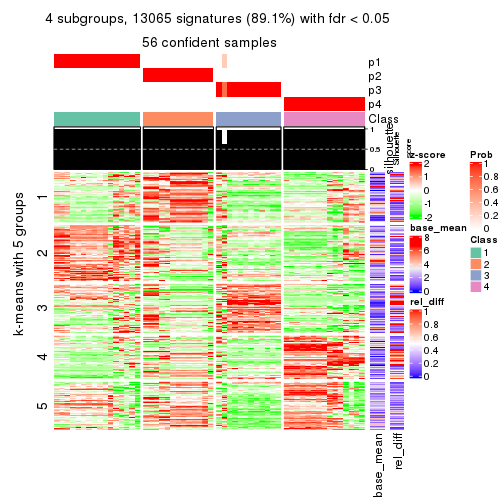 4 subgroups, 13065 signatures (89.1%) with fdr < 0.05
56 confident samples
p1
p2
p3
p4
Class
1
0.5
0
silhouette
Silhouette
score
k-means with 5 groups
1
2
3
4
5
base_mean
rel_diff
z-score
2
1
0
-1
-2
base_mean
8
6
4
2
0
rel_diff
1
0.8
0.6
0.4
0.2
0
Prob
1
0.8
0.6
0.4
0.2
0
Class
1
2
3
4